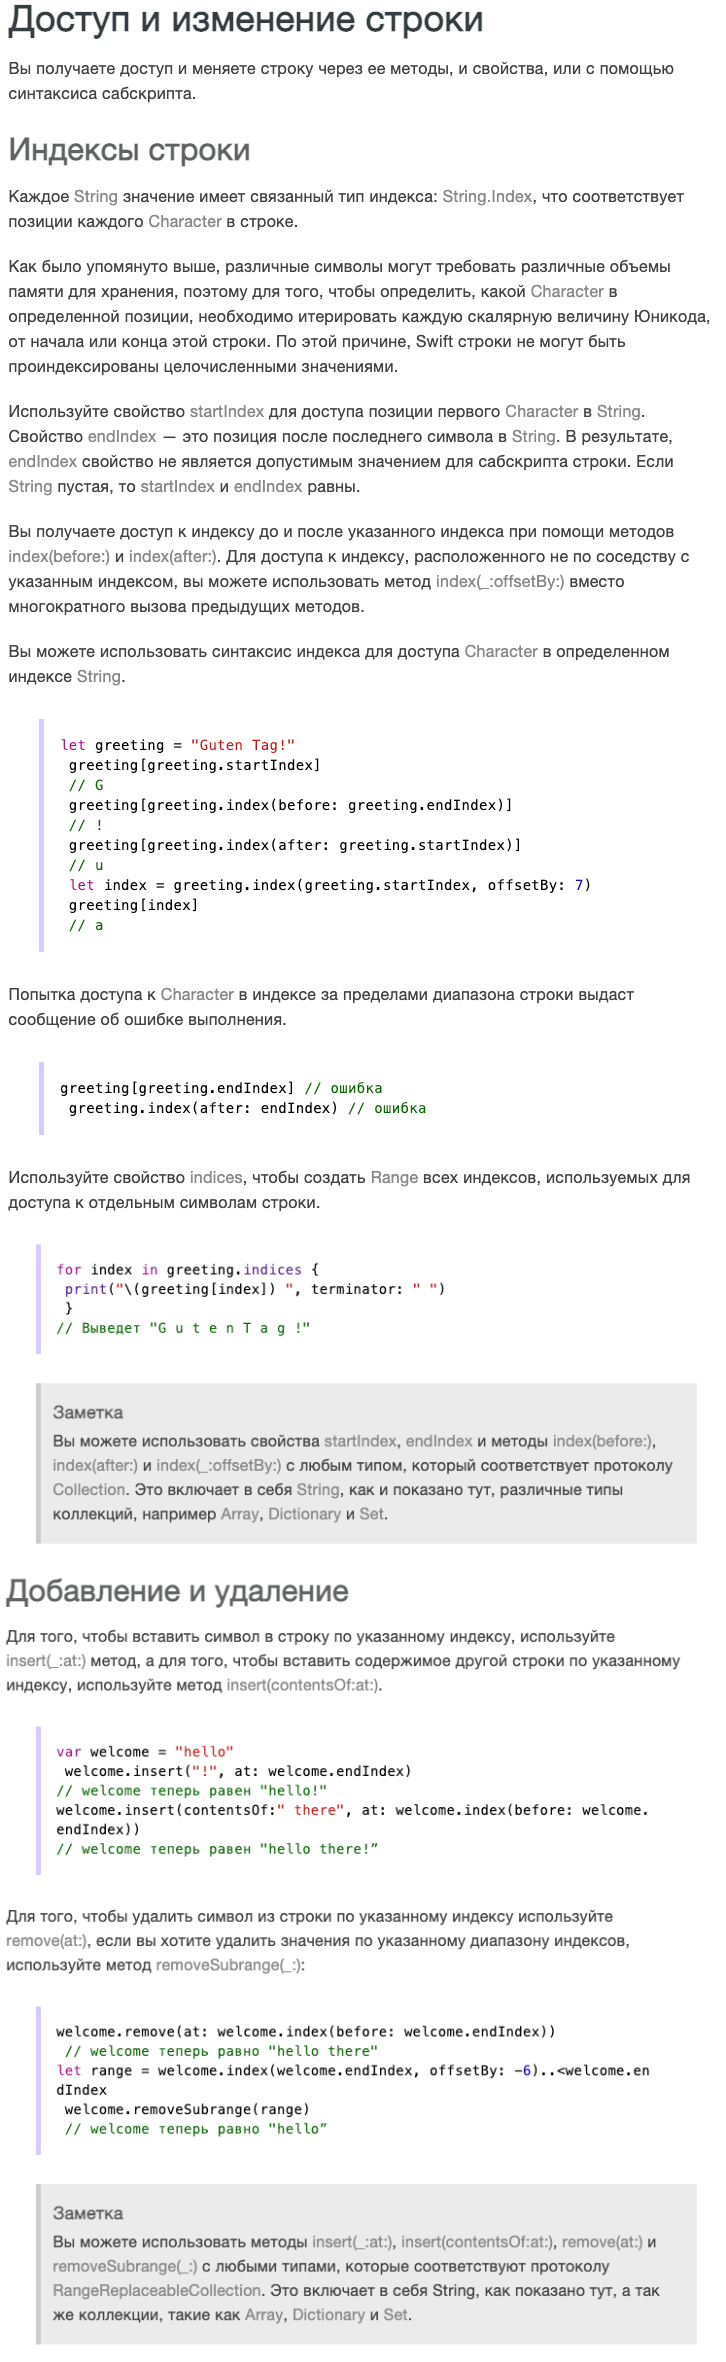 Доступ и изменение строки
Вы получаете доступ и меняете строку через ее методы, и свойства, или с помощью
синтаксиса сабскрипта.
Индексы строки
Каждое String значение имеет связанный тип индекса: String.Index, что соответствует
позиции каждого Character в строке.
Как было упомянуто выше, различные символы могут требовать различные объемы
памяти для хранения, поэтому для того, чтобы определить, какой Character в
определенной позиции, необходимо итерировать каждую скалярную величину Юникода,
от начала или конца этой строки. По этой причине, Swift строки не могут быть
проиндексированы целочисленными значениями.
Используйте свойство startIndex для доступа позиции первого Character в String.
Свойство endIndex — это позиция после последнего символа в String. В результате,
endIndex свойство не является допустимым значением для сабскрипта строки. Если
String пустая, то startIndex и endIndex равны.
Вы получаете доступ к индексу до и после указанного индекса при помощи методов
index(before:) и index(after:). Для доступа к индексу, расположенного не по соседству с
указанным индексом, вы можете использовать метод index(_:offsetBy:) вместо
многократного вызова предыдущих методов.
Вы можете использовать синтаксис индекса для доступа Character в определенном
индексе String.
let greeting = "Guten Tag!"
greeting[greeting.startIndex]
// G
greeting[greeting.index(before: greeting.endIndex)]
// !
greeting[greeting.index(after: greeting.startIndex)]
// u
let index = greeting.index(greeting.startIndex, offsetBy: 7)
greeting[index]
// a
Попытка доступа к Character в индексе за пределами диапазона строки выдаст
сообщение об ошибке выполнения.
greeting[greeting.endIndex] // ошибка
greeting.index(after: endIndex) // ошибка
Используйте свойство indices, чтобы создать Range всех индексов, используемых для
доступа к отдельным символам строки.
for index in greeting.indices {
print("\(greeting[index]) ", terminator: " ")
}
// Выведет "G u t e n T a g !"
Заметка
Вы можете использовать свойства startIndex, endIndex и методы index(before:),
index(after:) и index(_:offsetBy:) с любым типом, который соответствует протоколу
Collection. Это включает в себя String, как и показано тут, различные типы
коллекций, например Array, Dictionary и Set.
Добавление и удаление
Для того, чтобы вставить символ в строку по указанному индексу, используйте
insert(_:at:) метод, а для того, чтобы вставить содержимое другой строки по указанному
индексу, используйте метод insert(contentsOf:at:).
var welcome = "hello"
welcome.insert("!", at: welcome.endIndex)
// welcome теперь равен "hello!"
welcome.insert(contentsOf:" there", at: welcome.index(before: welcome.
endIndex))
// welcome теперь равен "hello there!”
Для того, чтобы удалить символ из строки по указанному индексу используйте
remove(at:), если вы хотите удалить значения по указанному диапазону индексов,
используйте метод removeSubrange(_:):
welcome.remove(at: welcome.index(before: welcome.endIndex))
// welcome теперь равно "hello there"
let range = welcome.index(welcome.endIndex, offsetBy: -6)..<welcome.en
dIndex
welcome.removeSubrange(range)
// welcome теперь равно "hello”
Заметка
Вы можете использовать методы insert(_:at:), insert(contentsOf:at:), remove(at:) и
removeSubrange(_:) с любыми типами, которые соответствуют протоколу
RangeReplaceableCollection. Это включает в себя String, как показано тут, а так
же коллекции, такие как Array, Dictionary и Set.